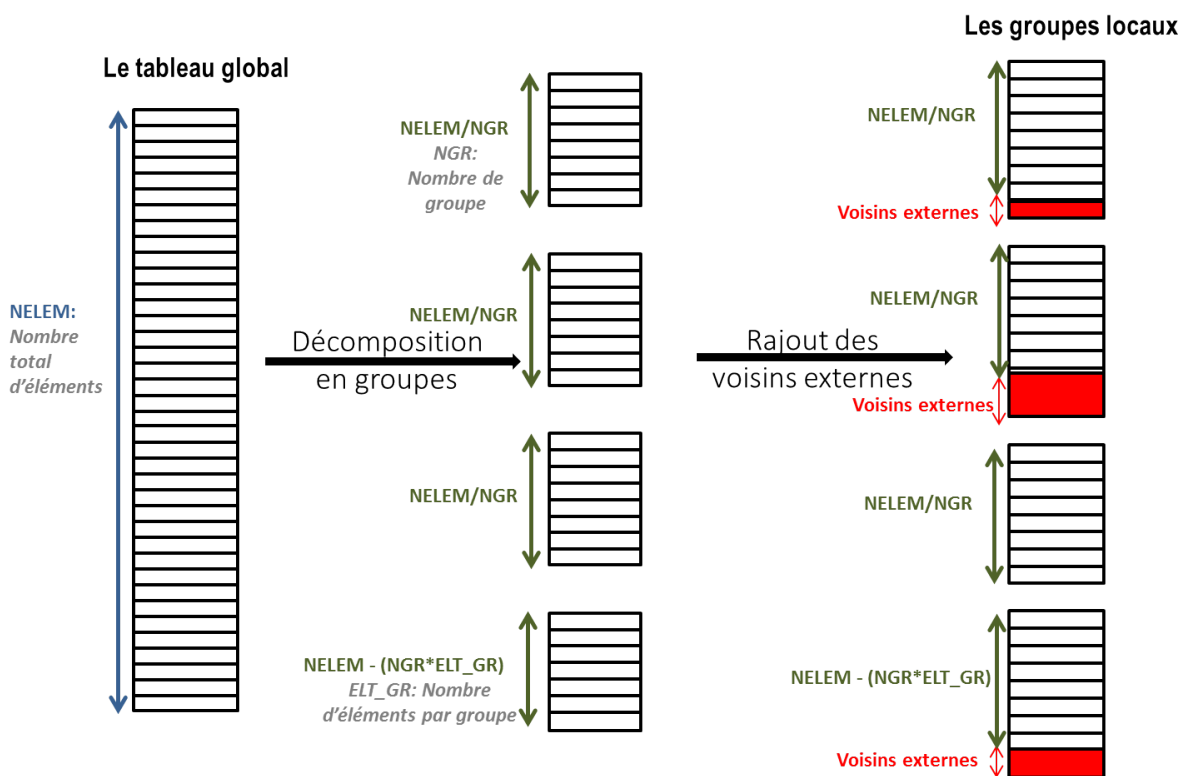 Les groupes locaux
Le tableau global
NELEM:
Nombre
total
d'éléments
Décomposition
en groupes
NELEM/NGR
NGR:
Nombre de
groupe
NELEM/NGR
NELEM/NGR
NELEM - (NGR*ELT_GR)
ELT_GR: Nombre
d'éléments par groupe
Rajout des
voisins externes
NELEM/NGR
Voisins externes
NELEM/NGR
Voisins externes
NELEM/NGR
NELEM - (NGR*ELT_GR)
Voisins externes